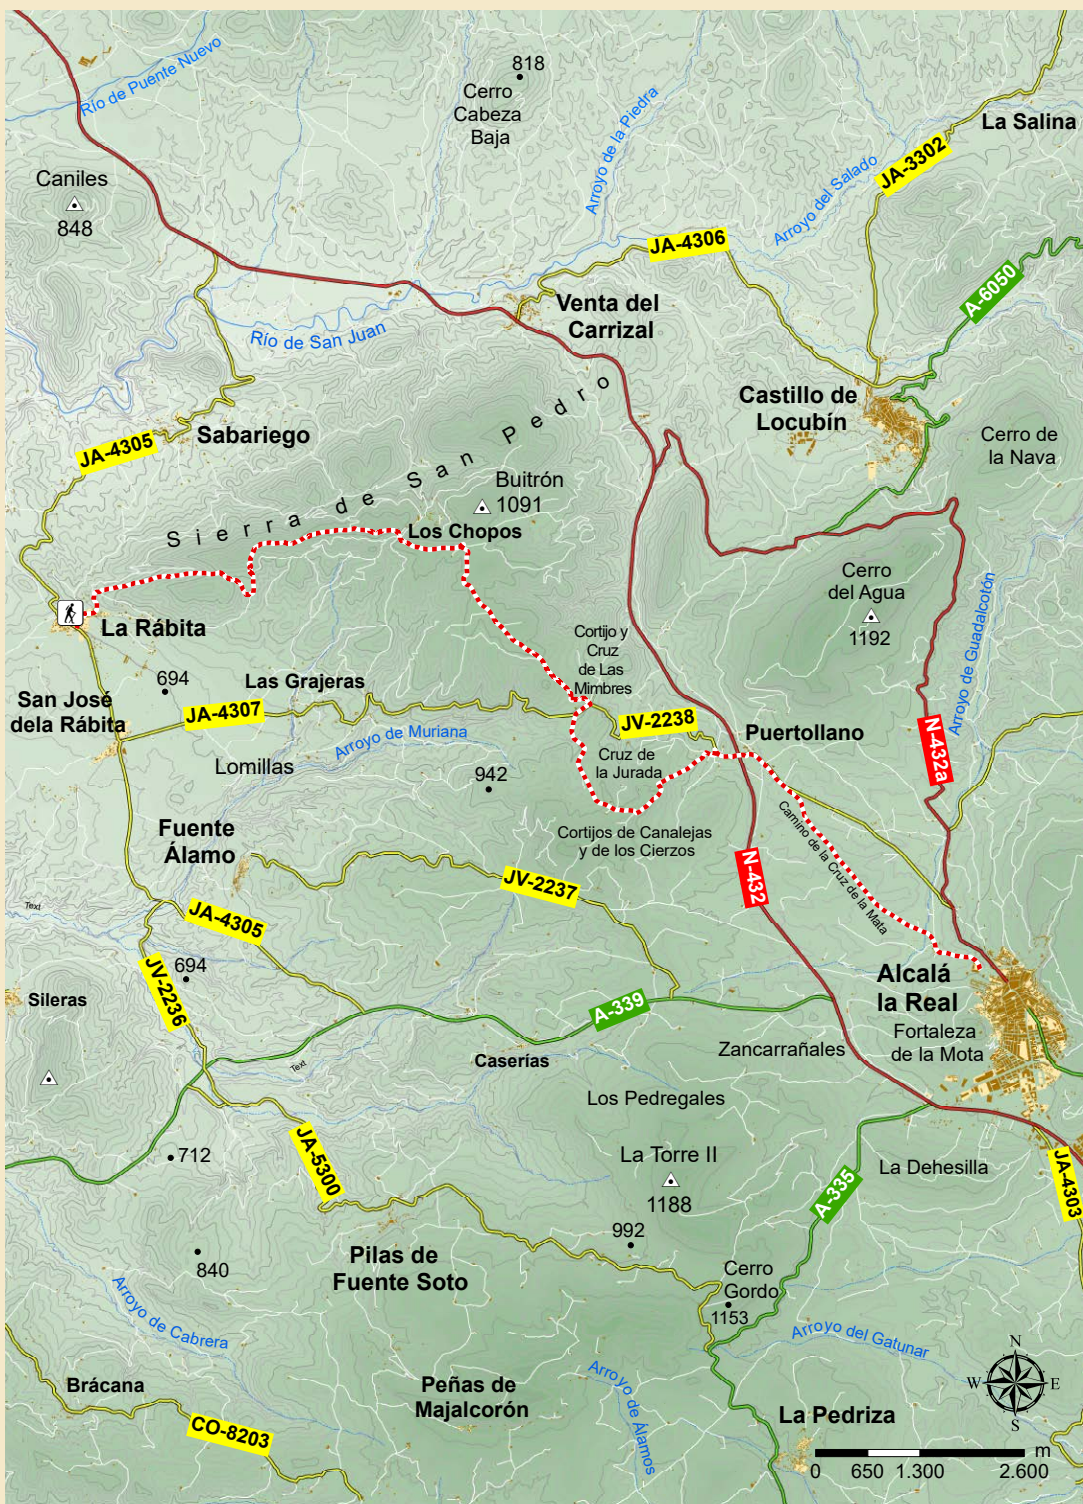 818
Cerro
Cabeza
Baja
Río de Puente Nuevo
Arroyo de la Piedra
La Salina
JA-3302
Arroyo del Salado
Caniles
848
JA-4306
A-6050
Venta del
Carrizal
Río de San Juan
Castillo de
Locubín
Sabariego
JA-4305
Sierra de San Pedro
Cerro de
la Nava
Buitrón
1091
Los Chopos
Cerro
del Agua
1192
Arroyo de Guadalcotón
La Rábita
Cortijo y
Cruz
de Las
Mimbres
694
Las Grajeras
San José
dela Rábita
JA-4307
JV-2238
Puertollano
N-432a
Arroyo de Muriana
Lomillas
Cruz de
la Jurada
942
Camino de la Cruz de la Mata
Fuente
Álamo
Cortijos de Canalejas
y de los Cierzos
N-432
JV-2237
Text
JA-4305
694
JV-2236
Alcalá
la Real
Sileras
A-339
Fortaleza
de la Mota
Zancarrañales
Caserías
Text
Los Pedregales
712
JA-5300
La Torre II
1188
La Dehesilla
JA-4303
A-335
992
Pilas de
Fuente Soto
840
Cerro
Gordo
1153
Arroyo de Cabrera
Arroyo del Gatunar
N
W
E
S
Brácana
Peñas de
Majalcorón
Arroyo de Álamos
La Pedriza
CO-8203
m
0 650 1.300 2.600